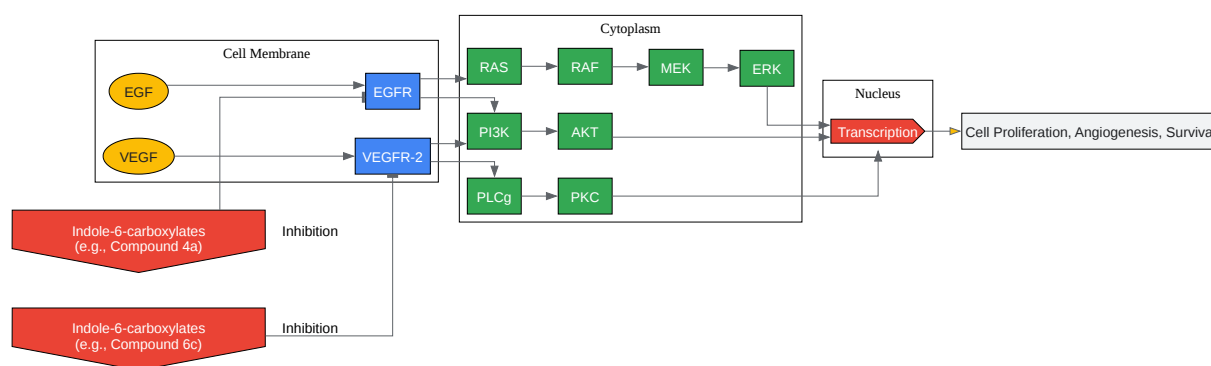 Cytoplasm
Cell Membrane
RAS
RAF
MEK
ERK
EGF
EGFR
Nucleus
PI3K
AKT
Transcription
Cell Proliferation, Angiogenesis, Surviva
VEGF
VEGFR-2
PLCg
PKC
Indole-6-carboxylates
(e.g., Compound 4a)
Inhibition
Indole-6-carboxylates
(e.g., Compound 6c)
Inhibition